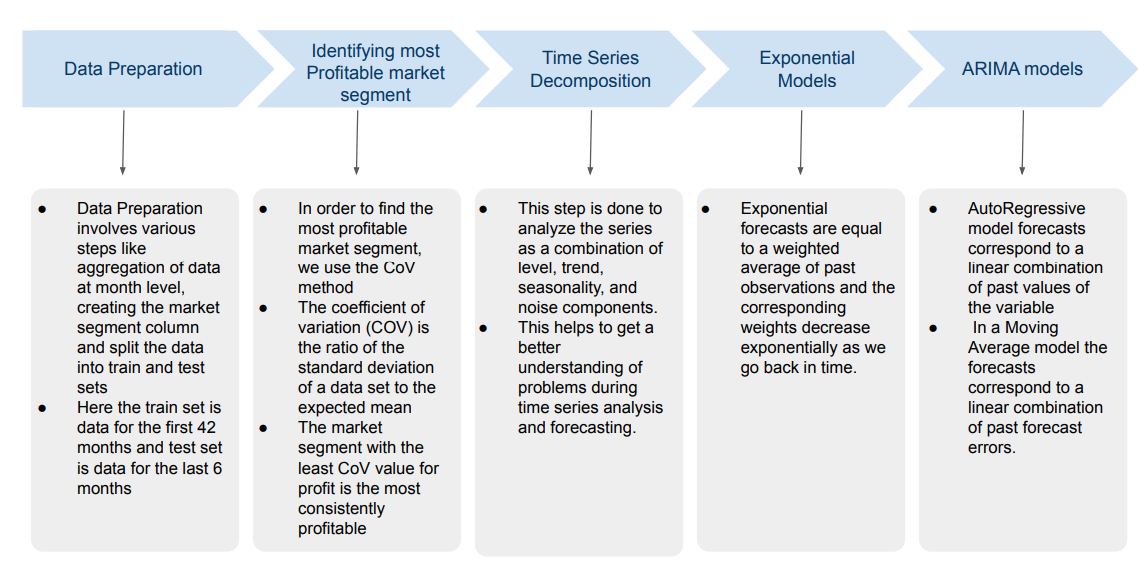 Data Preparation
Identifying most
Profitable market
segment
Time Series
Decomposition
Exponential
Models
ARIMA models
● Data Preparation
involves various
steps like
aggregation of data
at month level,
creating the market
segment column
and split the data
into train and test
sets
● Here the train set is
data for the first 42
months and test set
is data for the last 6
months
● In order to find the
most profitable
market segment,
we use the CoV
method
● The coefficient of
variation (COV) is
the ratio of the
standard deviation
of a data set to the
expected mean
● The market
segment with the
least CoV value for
profit is the most
consistently
profitable
● This step is done to
analyze the series
as a combination of
level, trend,
seasonality, and
noise components.
● This helps to get a
better
understanding of
problems during
time series analysis
and forecasting.
● Exponential
forecasts are equal
to a weighted
average of past
observations and the
corresponding
weights decrease
exponentially as we
go back in time.
● AutoRegressive
model forecasts
correspond to a
linear combination
of past values of
the variable
● In a Moving
Average model the
forecasts
correspond to a
linear combination
of past forecast
errors.